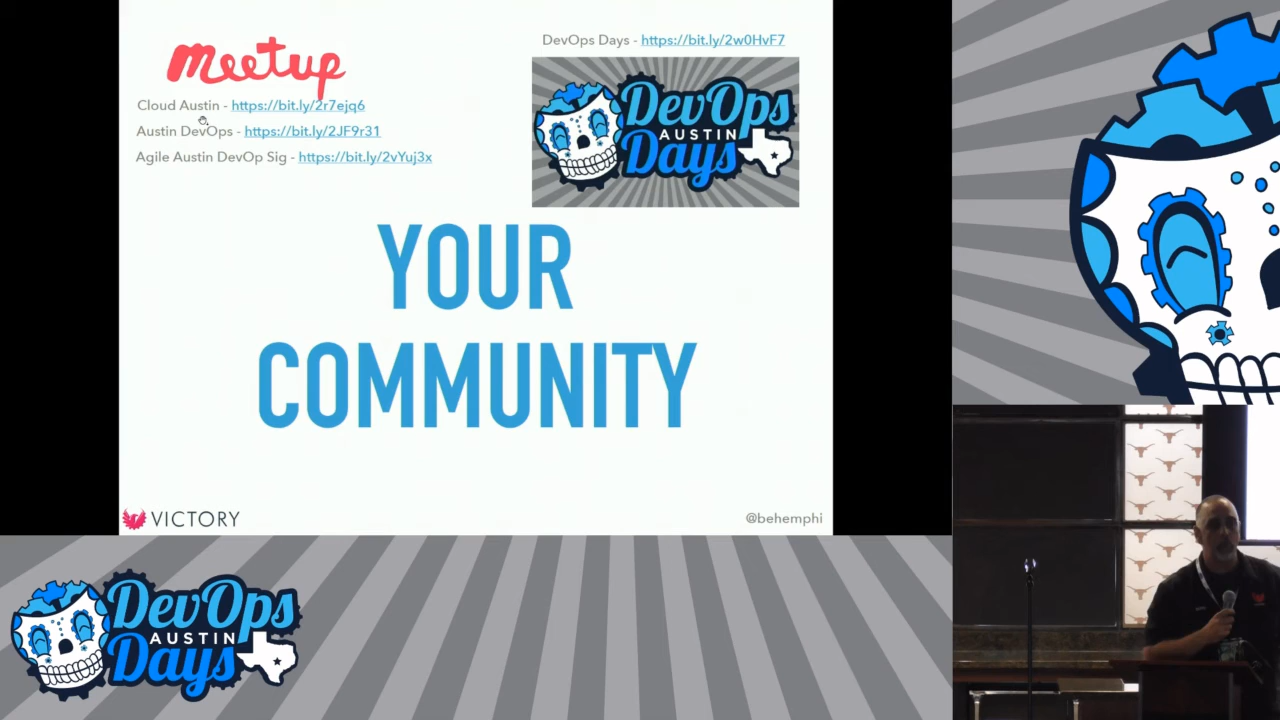 meetup
Cloud Austin - https://bit.ly/2r7ejq6
Austin DevOps - https://bit.ly/2JF9r31
Agile Austin DevOp Sig - https://bit.ly/2vYuj3x
DevOps Days - https://bit.ly/2w0HvF7
DevOps
AUSTIN
Days
YOUR
COMMUNITY
VICTORY
@behemphi
DevOps
AUSTIN
Days